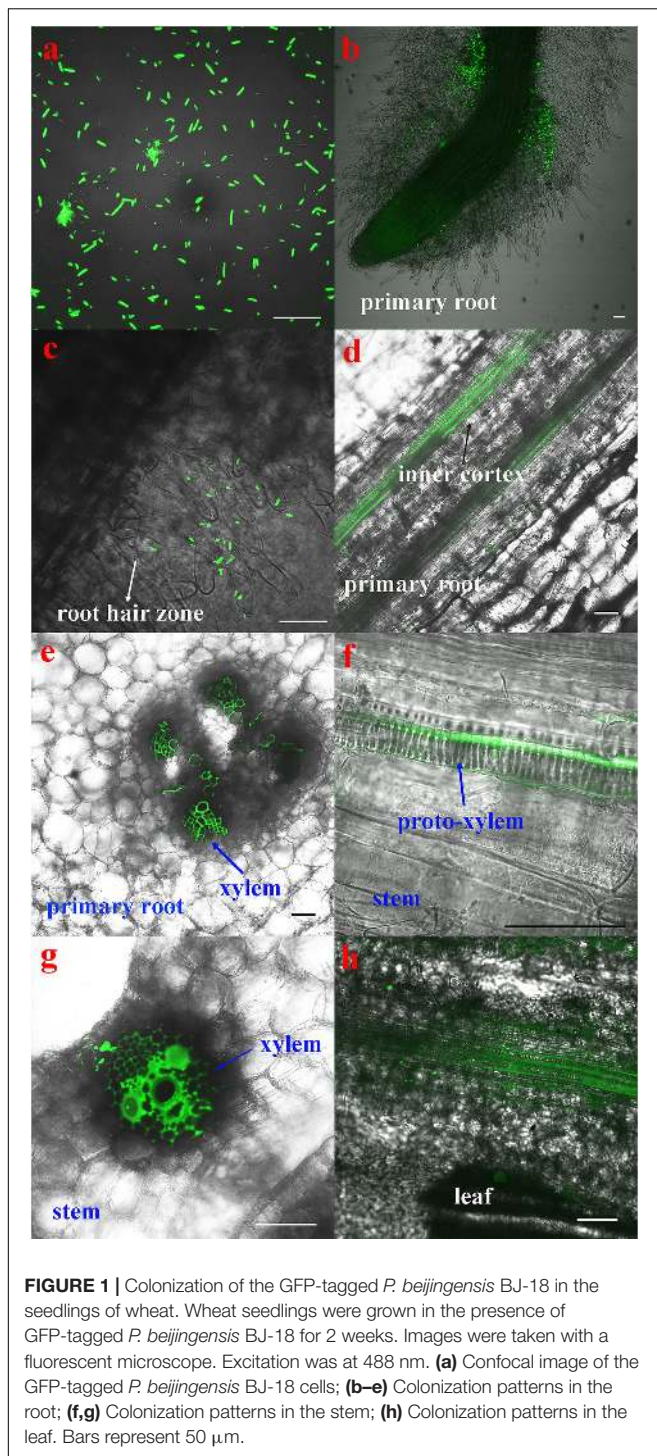 a
b
primary root
c
root hair zone
d
inner cortex
primary root
e
xylem
primary root
f
proto-xylem
stem
g
xylem
stem
h
leaf
FIGURE 1 | Colonization of the GFP-tagged P. beijingensis BJ-18 in the
seedlings of wheat. Wheat seedlings were grown in the presence of
GFP-tagged P. beijingensis BJ-18 for 2 weeks. Images were taken with a
fluorescent microscope. Excitation was at 488 nm. (a) Confocal image of the
GFP-tagged P. beijingensis BJ-18 cells; (b–e) Colonization patterns in the
root; (f,g) Colonization patterns in the stem; (h) Colonization patterns in the
leaf. Bars represent 50 μm.